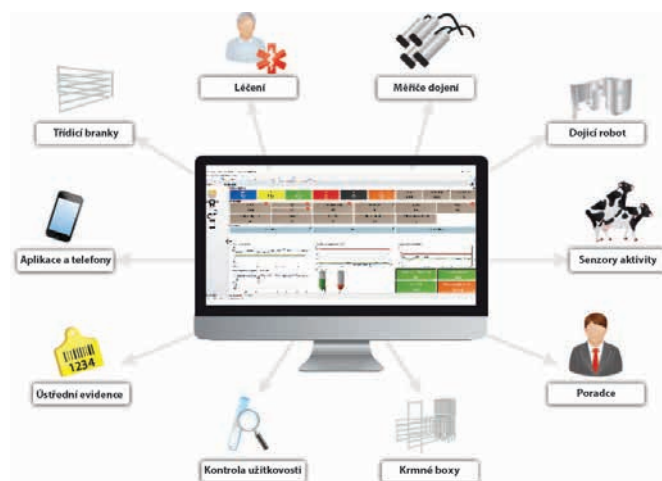 Léčení
Měřiče dojení
Třídicí branky
Dojicí robot
Aplikace a telefony
Senzory aktivity
1234
Ústřední evidence
Poradce
Kontrola užitkovosti
Krmné boxy